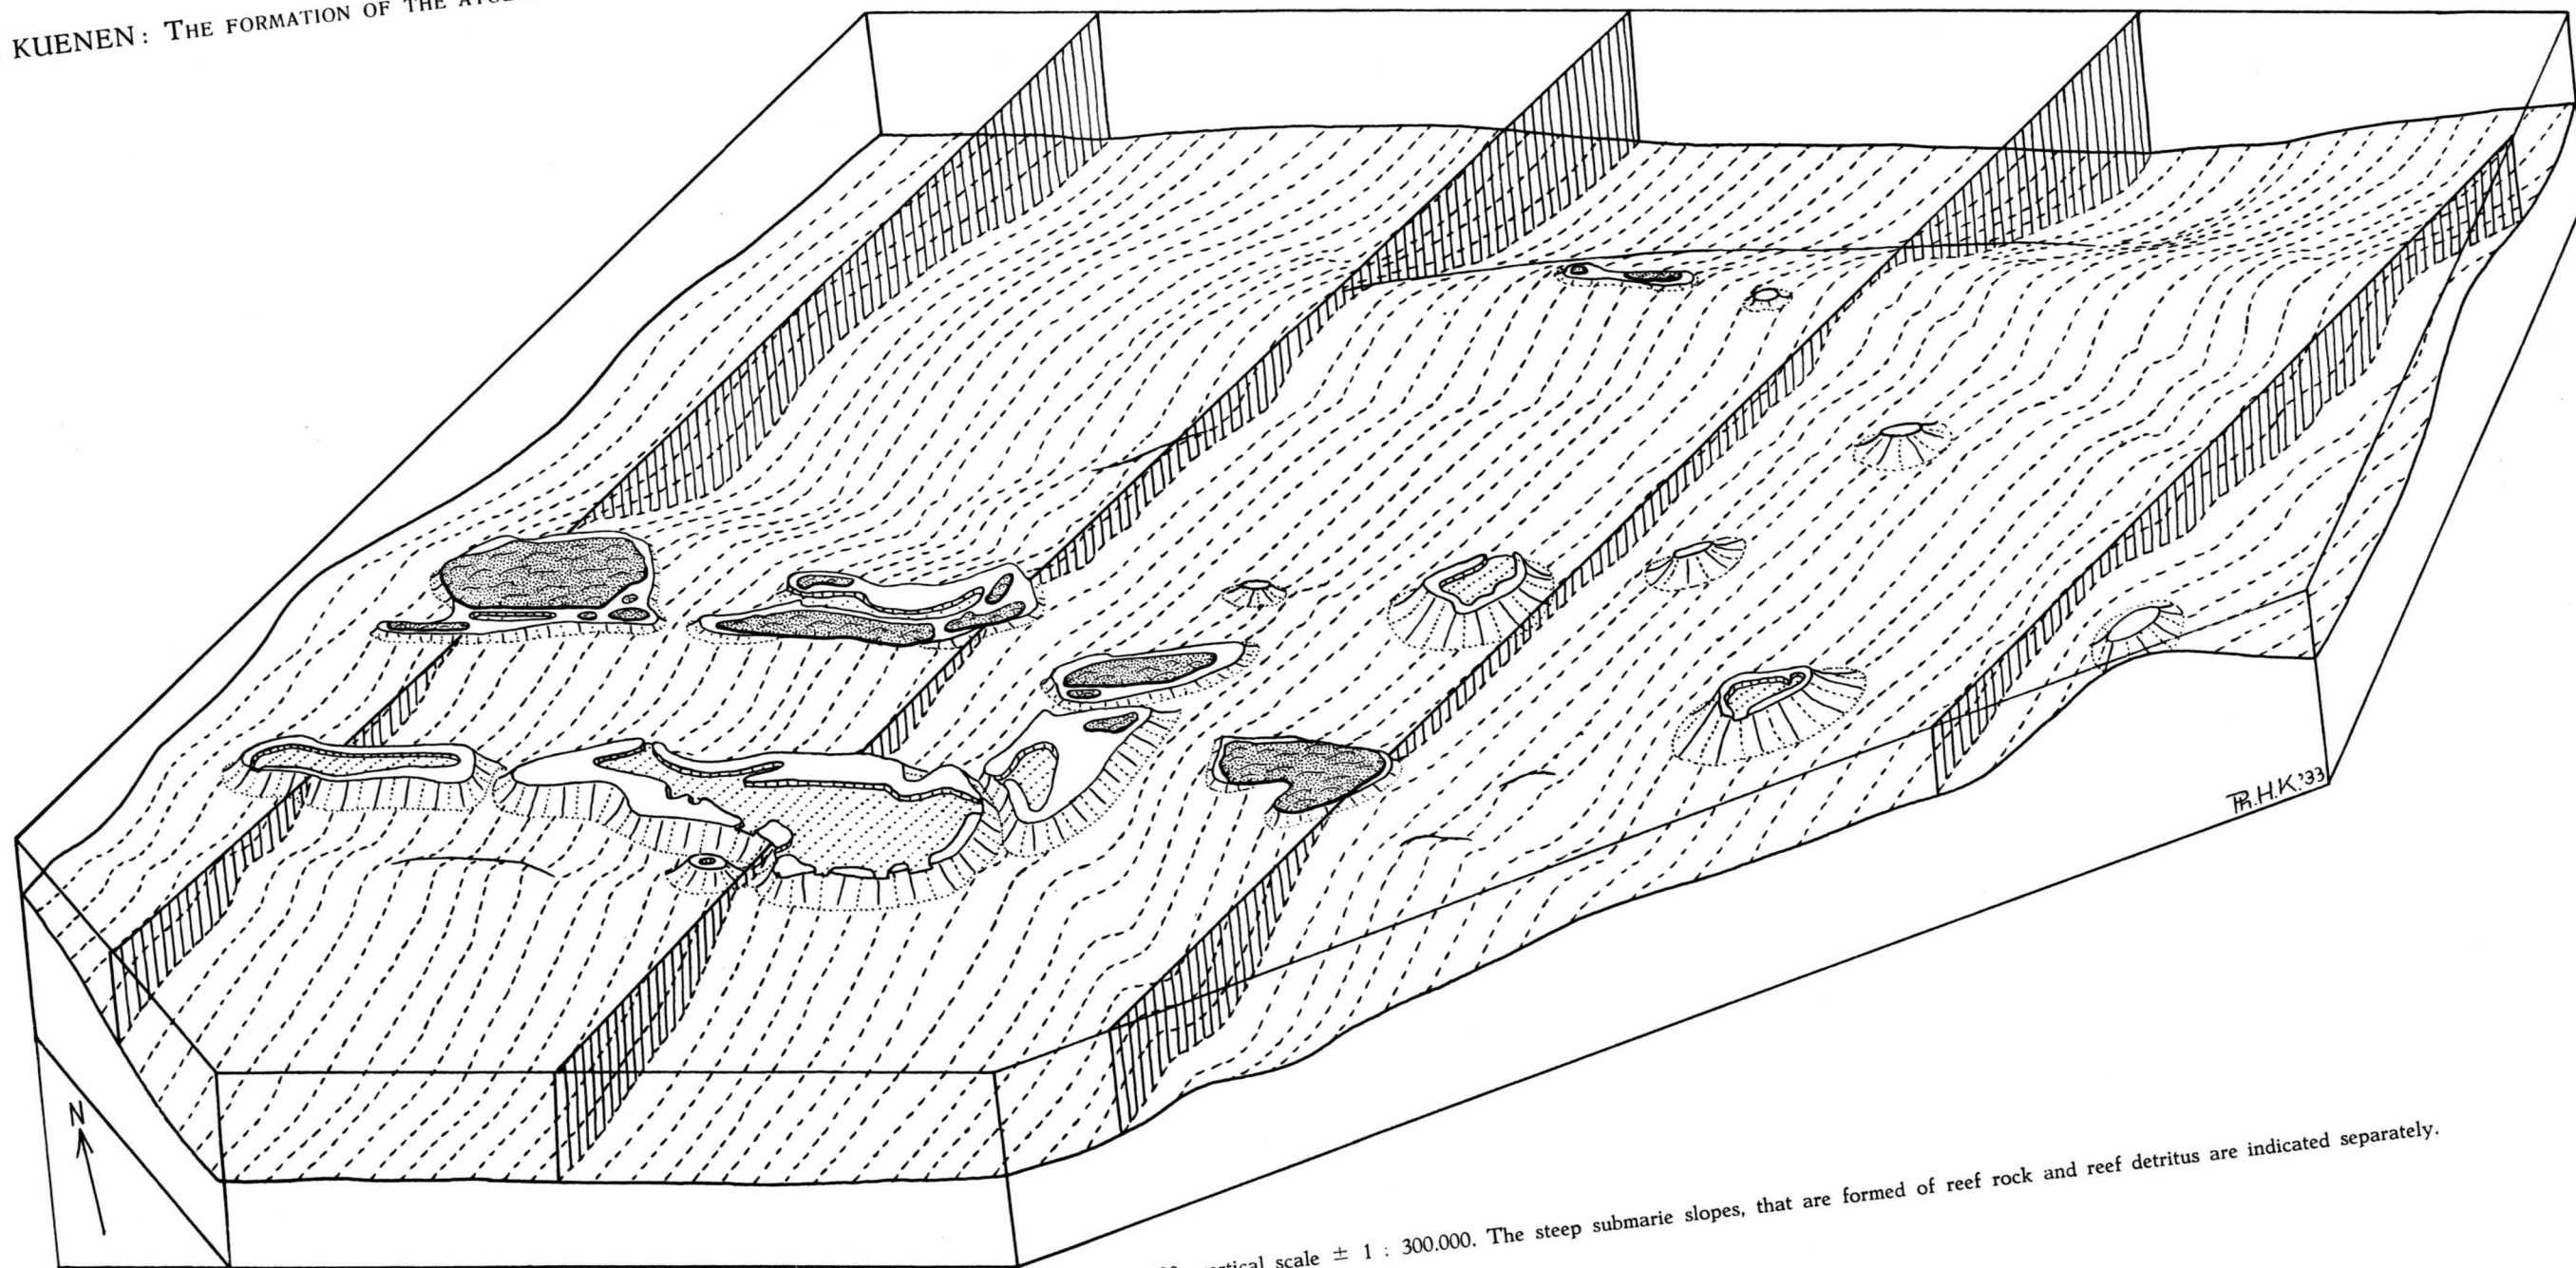 KUENEN: THE FORMATION OF THE
Ph.H.K.'33
N
vertical scale ± 1 : 300.000. The steep submarie slopes, that are formed of reef rock and reef detritus are indicated separately.